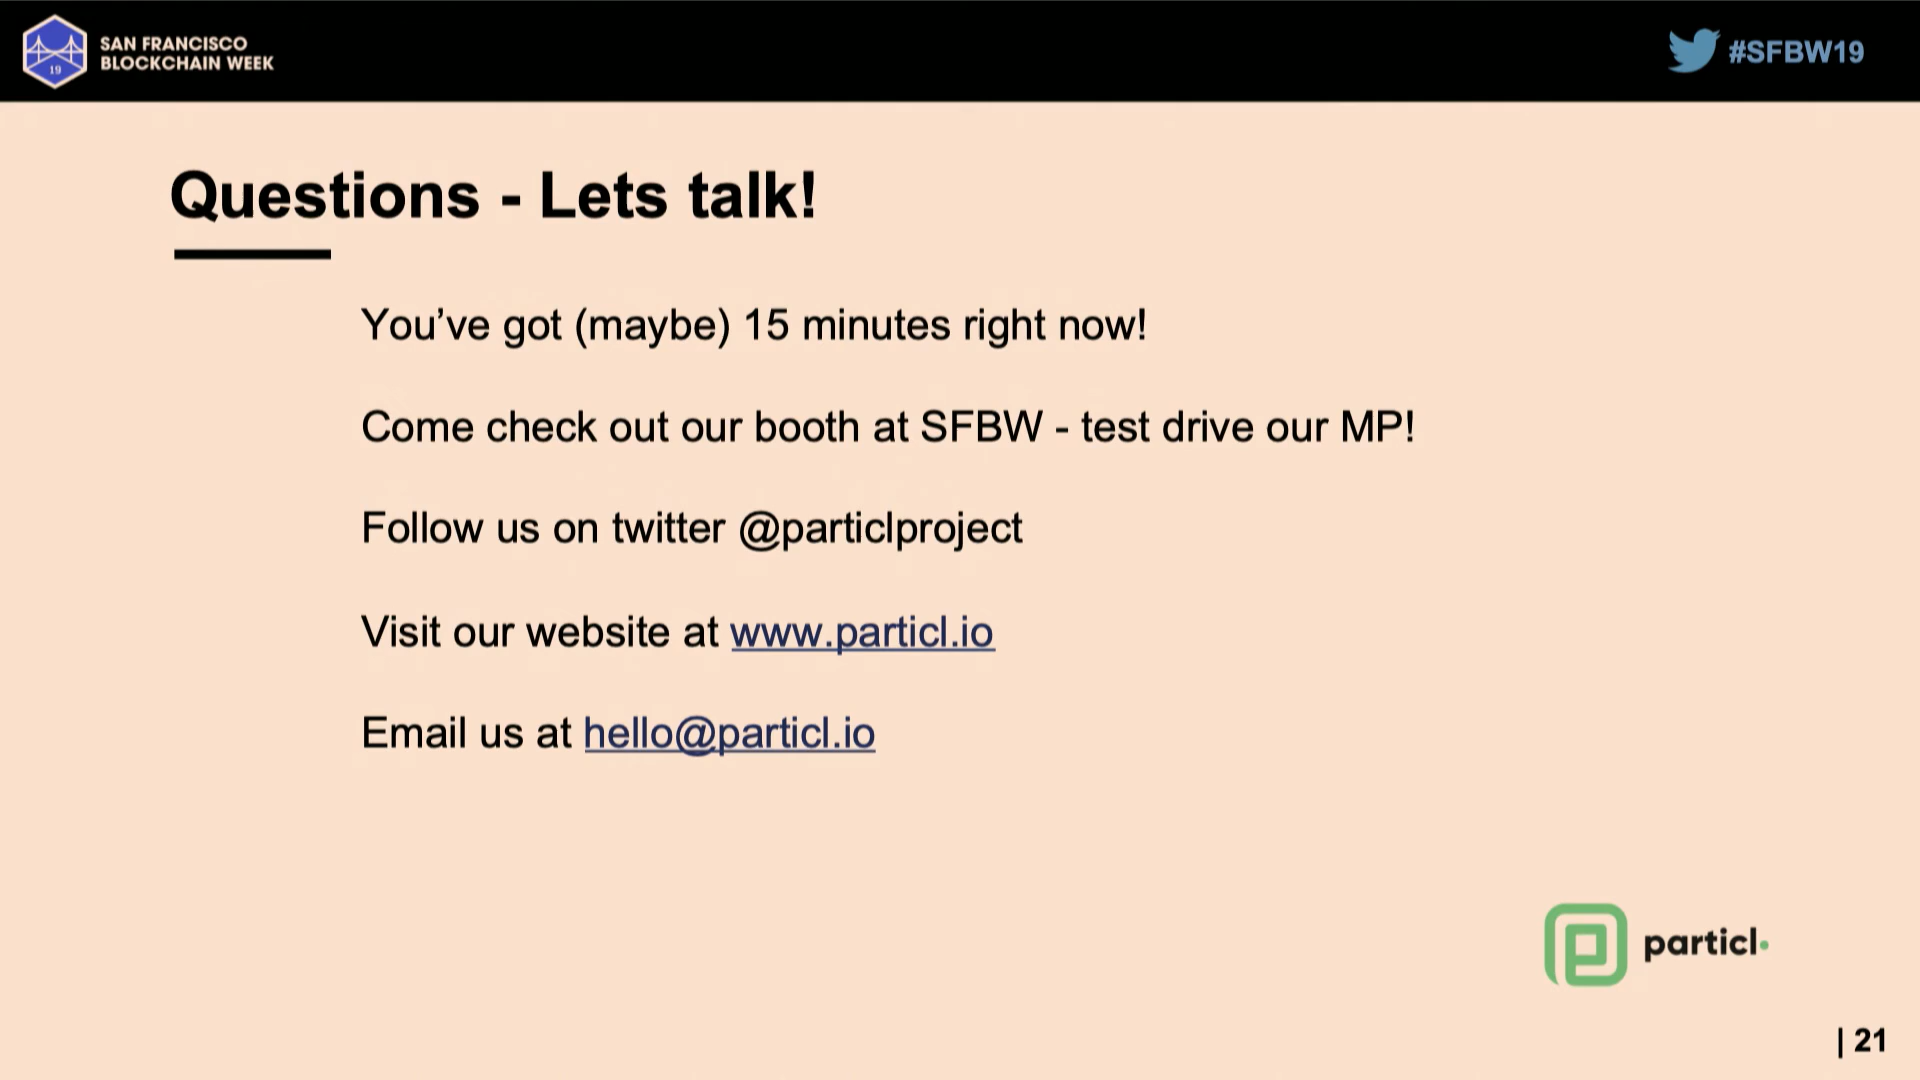 SAN FRANCISCO
BLOCKCHAIN WEEK
19
#SFBW19
Questions - Lets talk!
You’ve got (maybe) 15 minutes right now!
Come check out our booth at SFBW - test drive our MP!
Follow us on twitter @particlproject
Visit our website at www.particl.io
Email us at hello@particl.io
particl
| 21